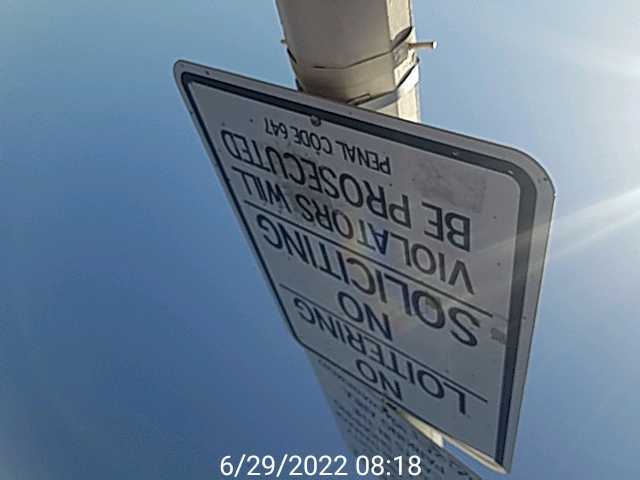 NO
LOITERING
NO
SOLICITING
VIOLATORS WILL
BE PROSECUTED
PENAL CODE 647
6/29/2022 08:18